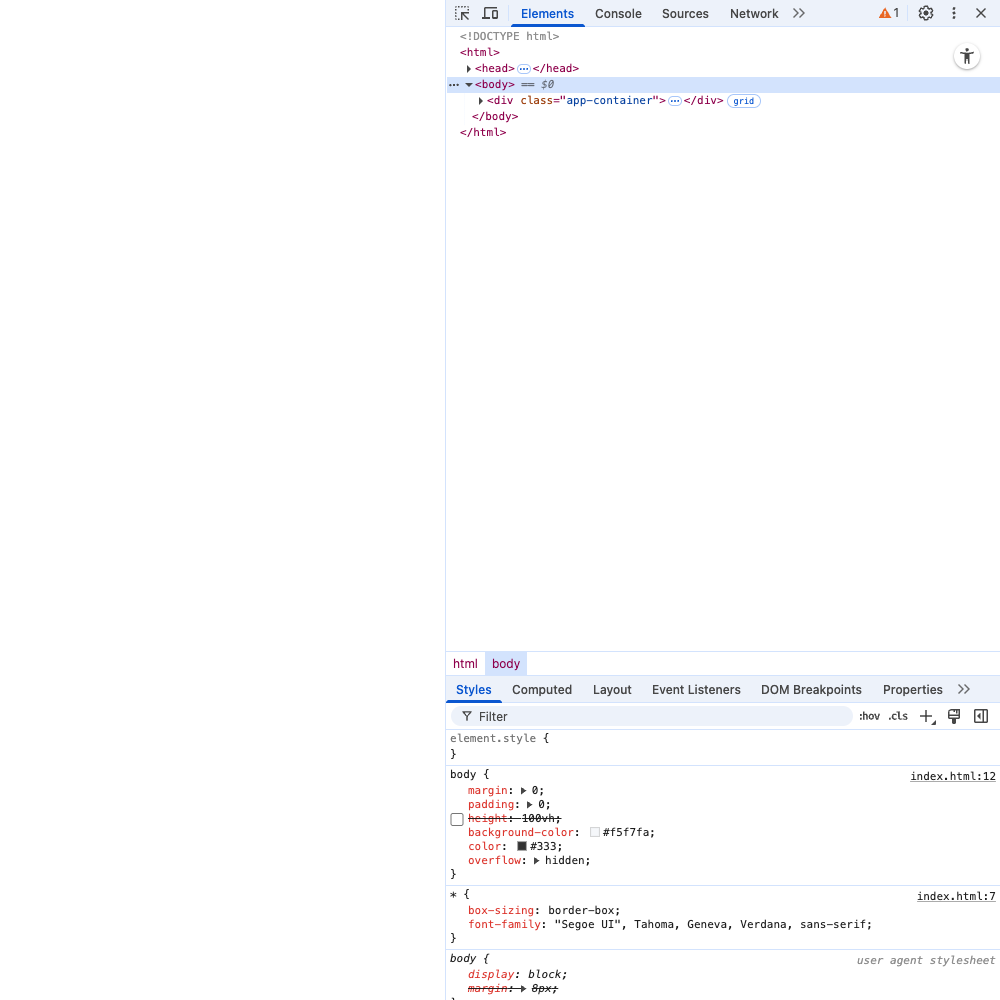 Elements Console Sources Network 1
<!DOCTYPE html>
<html>
<head> … </head>
… <body> == $0
<div class="app-container"> … </div> grid
</body>
</html>
html body
Styles Computed Layout Event Listeners DOM Breakpoints Properties
Filter :hov .cls
element.style {
}
body { index.html:12
margin: 0;
padding: 0;
height: 100vh;
background-color: #f5f7fa;
color: #333;
overflow: hidden;
}
* { index.html:7
box-sizing: border-box;
font-family: "Segoe UI", Tahoma, Geneva, Verdana, sans-serif;
}
body { user agent stylesheet
display: block;
margin: 8px;
}